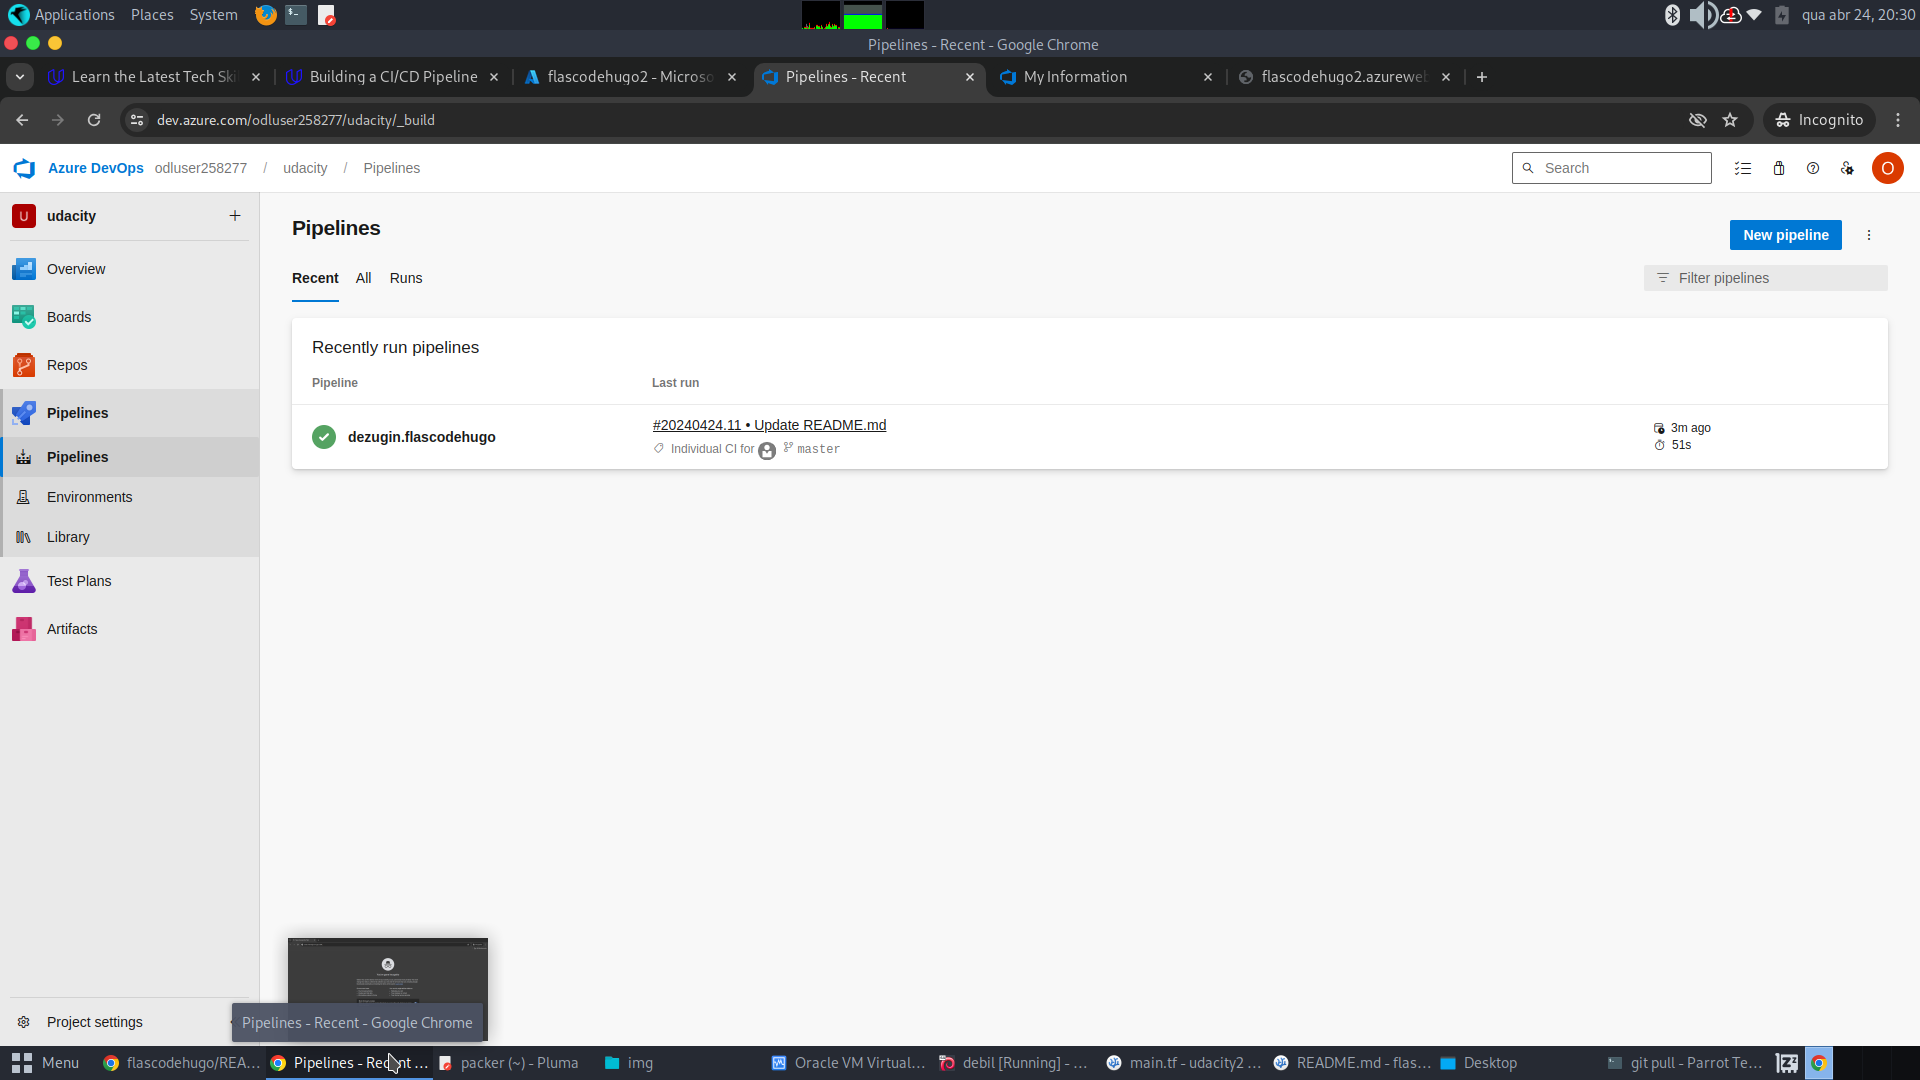 Applications Places System qua abr 24, 20:30
Pipelines - Recent - Google Chrome
Learn the Latest Tech Ski Building a CI/CD Pipeline flascodehugo2 - Microso Pipelines - Recent My Information flascodehugo2.azureweb
dev.azure.com/odluser258277/udacity/_build Incognito
Azure DevOps odluser258277 / udacity / Pipelines Search O
U udacity
Overview
Boards
Repos
Pipelines
Pipelines
Environments
Library
Test Plans
Artifacts
Project settings
Pipelines
New pipeline
Recent All Runs Filter pipelines
Recently run pipelines
Pipeline Last run
dezugin.flascodehugo
#20240424.11 • Update README.md
Individual CI for master
3m ago
51s
Pipelines - Recent - Google Chrome
Menu flascodehugo/REA... Pipelines - Recent ... packer (~) - Pluma img Oracle VM Virtual... debil [Running] - ... main.tf - udacity2 ... README.md - flas... Desktop git pull - Parrot Te...